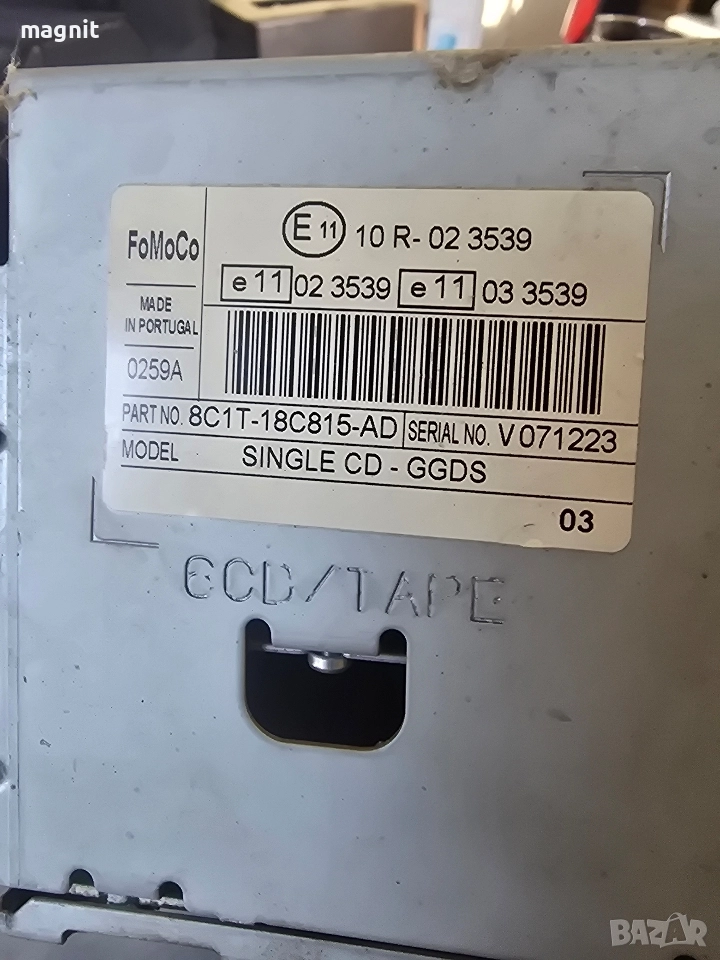 magnit
FoMoCo
MADE
IN PORTUGAL
0259A
E 11 10 R- 02 3539
e 11 02 3539 e 11 03 3539
PART NO. 8C1T-18C815-AD SERIAL NO. V 071223
MODEL SINGLE CD - GGDS
03
6CD/TAPE
BAZAR